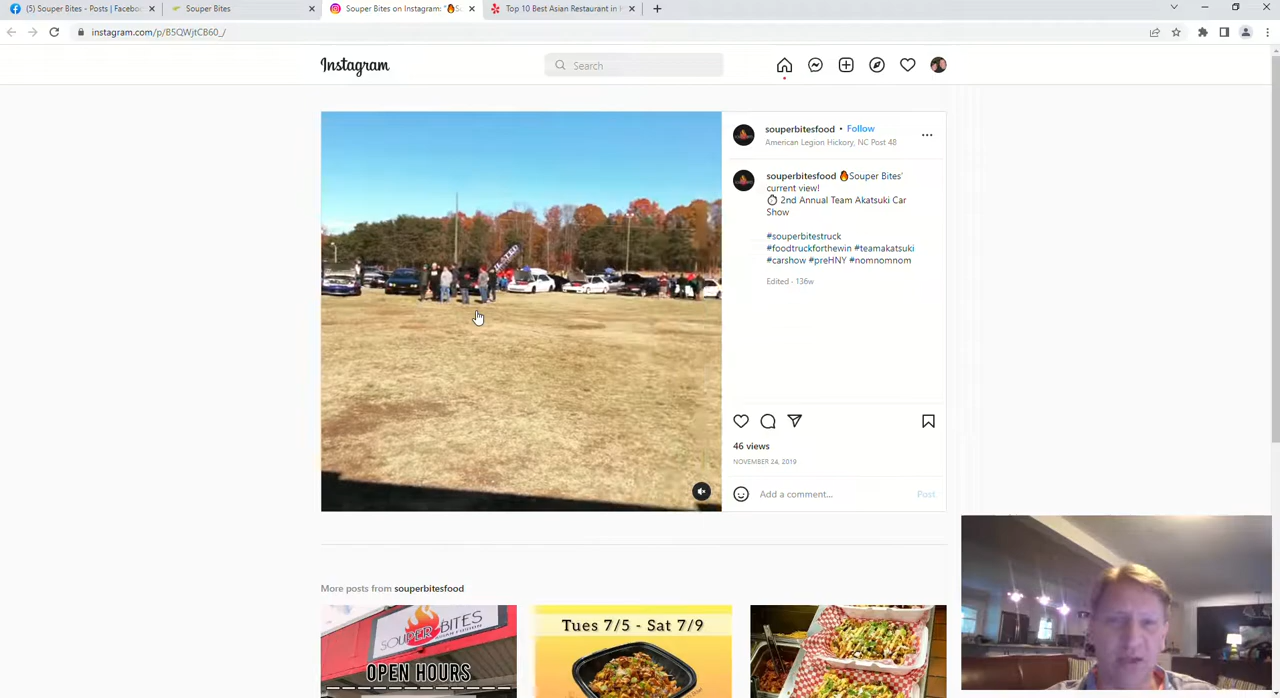 (5) Souper Bites - Posts | Facebo
Souper Bites
Souper Bites on Instagram: "🔥S
Top 10 Best Asian Restaurant in H
instagram.com/p/B5QWjtCB60_/
Instagram
Search
souperbitesfood • Follow
American Legion Hickory, NC Post 48
souperbitesfood 🔥Souper Bites'
current view!
⏱ 2nd Annual Team Akatsuki Car
Show
#souperbitestruck
#foodtruckforthewin #teamakatsuki
#carshow #preHNY #nomnomnom
Edited · 136w
46 views
NOVEMBER 24, 2019
Add a comment...
Post
More posts from souperbitesfood
SOUPER BITES
OPEN HOURS
Tues 7/5 - Sat 7/9